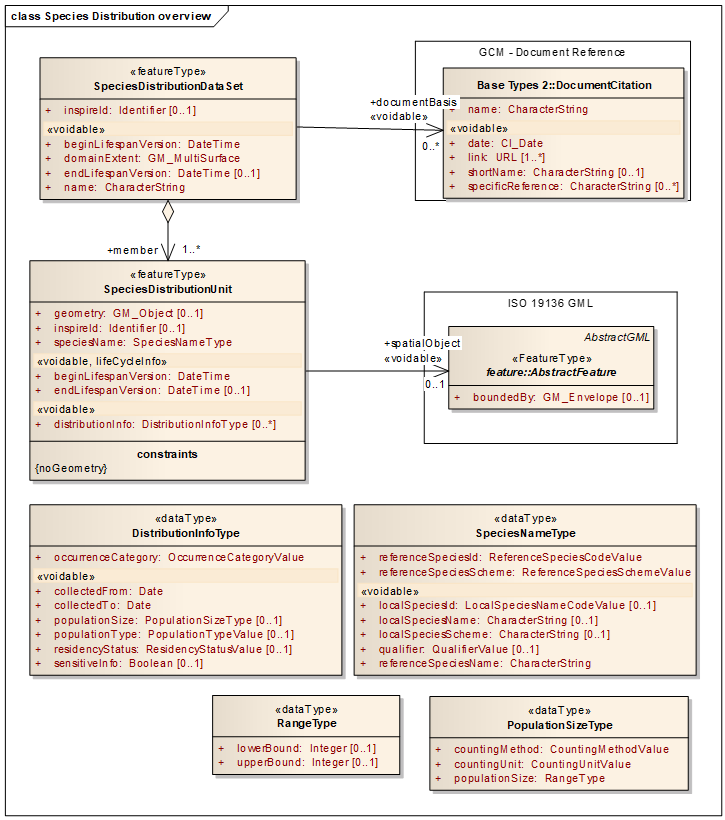 class Species Distribution overview
«featureType»
SpeciesDistributionDataSet
+ inspireId: Identifier [0..1]
«voidable»
+ beginLifespanVersion: DateTime
+ domainExtent: GM_MultiSurface
+ endLifespanVersion: DateTime [0..1]
+ name: CharacterString
GCM - Document Reference
Base Types 2::DocumentCitation
+ name: CharacterString
«voidable»
+ date: CI_Date
+ link: URL [1..*]
+ shortName: CharacterString [0..1]
+ specificReference: CharacterString [0..*]
+documentBasis
«voidable»
0..*
+member
1..*
«featureType»
SpeciesDistributionUnit
+ geometry: GM_Object [0..1]
+ inspireId: Identifier [0..1]
+ speciesName: SpeciesNameType
«voidable, lifeCycleInfo»
+ beginLifespanVersion: DateTime
+ endLifespanVersion: DateTime [0..1]
«voidable»
+ distributionInfo: DistributionInfoType [0..*]
constraints
{noGeometry}
+spatialObject
«voidable»
0..1
ISO 19136 GML
AbstractGML
«FeatureType»
feature::AbstractFeature
+ boundedBy: GM_Envelope [0..1]
«dataType»
DistributionInfoType
+ occurrenceCategory: OccurrenceCategoryValue
«voidable»
+ collectedFrom: Date
+ collectedTo: Date
+ populationSize: PopulationSizeType [0..1]
+ populationType: PopulationTypeValue [0..1]
+ residencyStatus: ResidencyStatusValue [0..1]
+ sensitiveInfo: Boolean [0..1]
«dataType»
SpeciesNameType
+ referenceSpeciesId: ReferenceSpeciesCodeValue
+ referenceSpeciesScheme: ReferenceSpeciesSchemeValue
«voidable»
+ localSpeciesId: LocalSpeciesNameCodeValue [0..1]
+ localSpeciesName: CharacterString [0..1]
+ localSpeciesScheme: CharacterString [0..1]
+ qualifier: QualifierValue [0..1]
+ referenceSpeciesName: CharacterString
«dataType»
RangeType
+ lowerBound: Integer [0..1]
+ upperBound: Integer [0..1]
«dataType»
PopulationSizeType
+ countingMethod: CountingMethodValue
+ countingUnit: CountingUnitValue
+ populationSize: RangeType